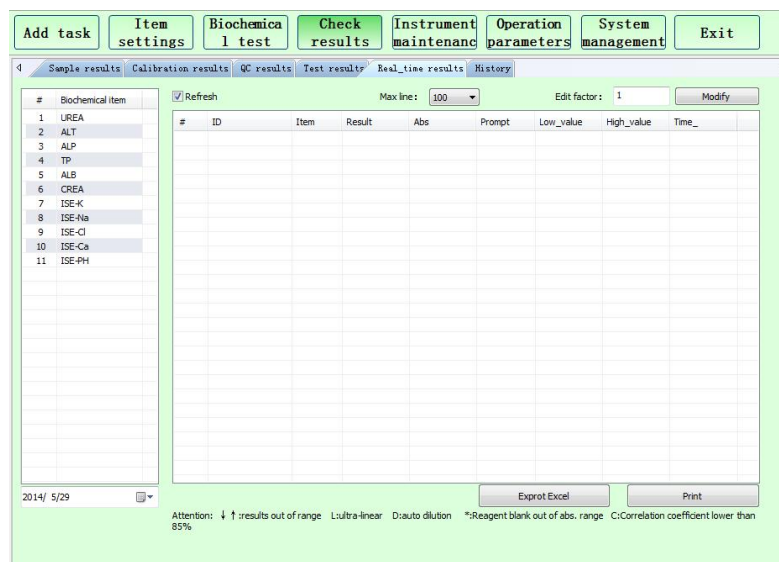 Add task
Item settings
Biochemica l test
Check results
Instrument maintenanc
Operation parameters
System management
Exit
Sample results Calibration results QC results Test results Real_time results History
# Biochemical item
1 UREA
2 ALT
3 ALP
4 TP
5 ALB
6 CREA
7 ISE-K
8 ISE-Na
9 ISE-Cl
10 ISE-Ca
11 ISE-PH
2014/ 5/29
Refresh Max line: 100 Edit factor: 1 Modify
# ID Item Result Abs Prompt Low_value High_value Time_
Exprot Excel Print
Attention: ↓ ↑ :results out of range L:ultra-linear D:auto dilution *:Reagent blank out of abs. range C:Correlation coefficient lower than
85%